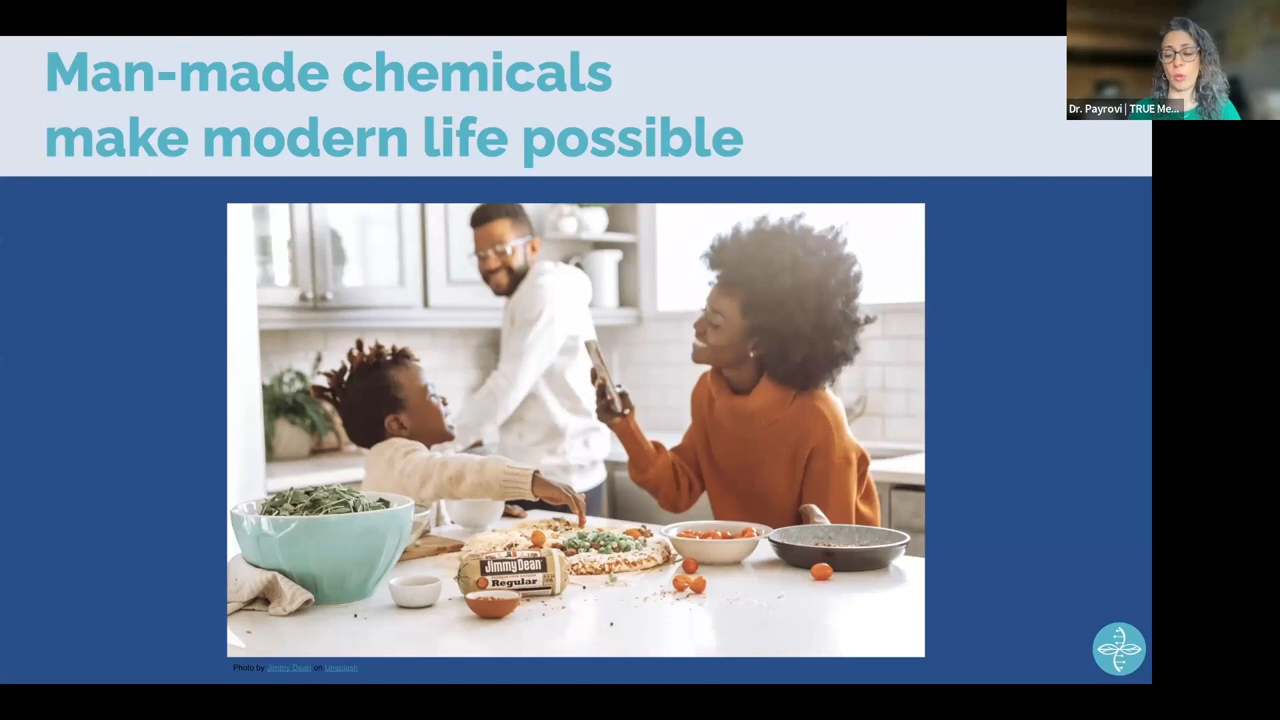 Man-made chemicals
make modern life possible
Dr. Payrovi | TRUE Me...
Jimmy Dean
Regular
Photo by Jimmy Dean on Unsplash